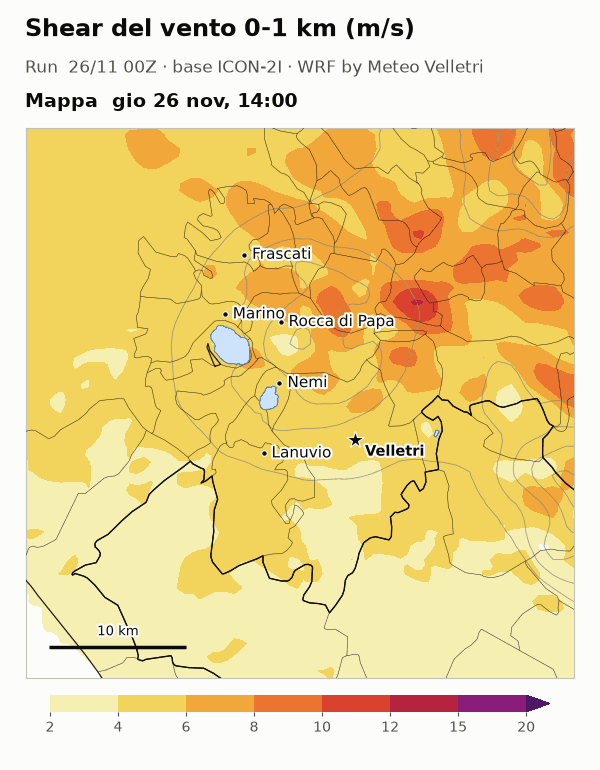 Shear del vento 0-1 km (m/s)
Run  26/11 00Z · base ICON-2I · WRF by Meteo Velletri
Mappa  gio 26 nov, 14:00
Frascati
Marino
Rocca di Papa
Nemi
Velletri
Lanuvio
10 km
2 4 6 8 10 12 15 20